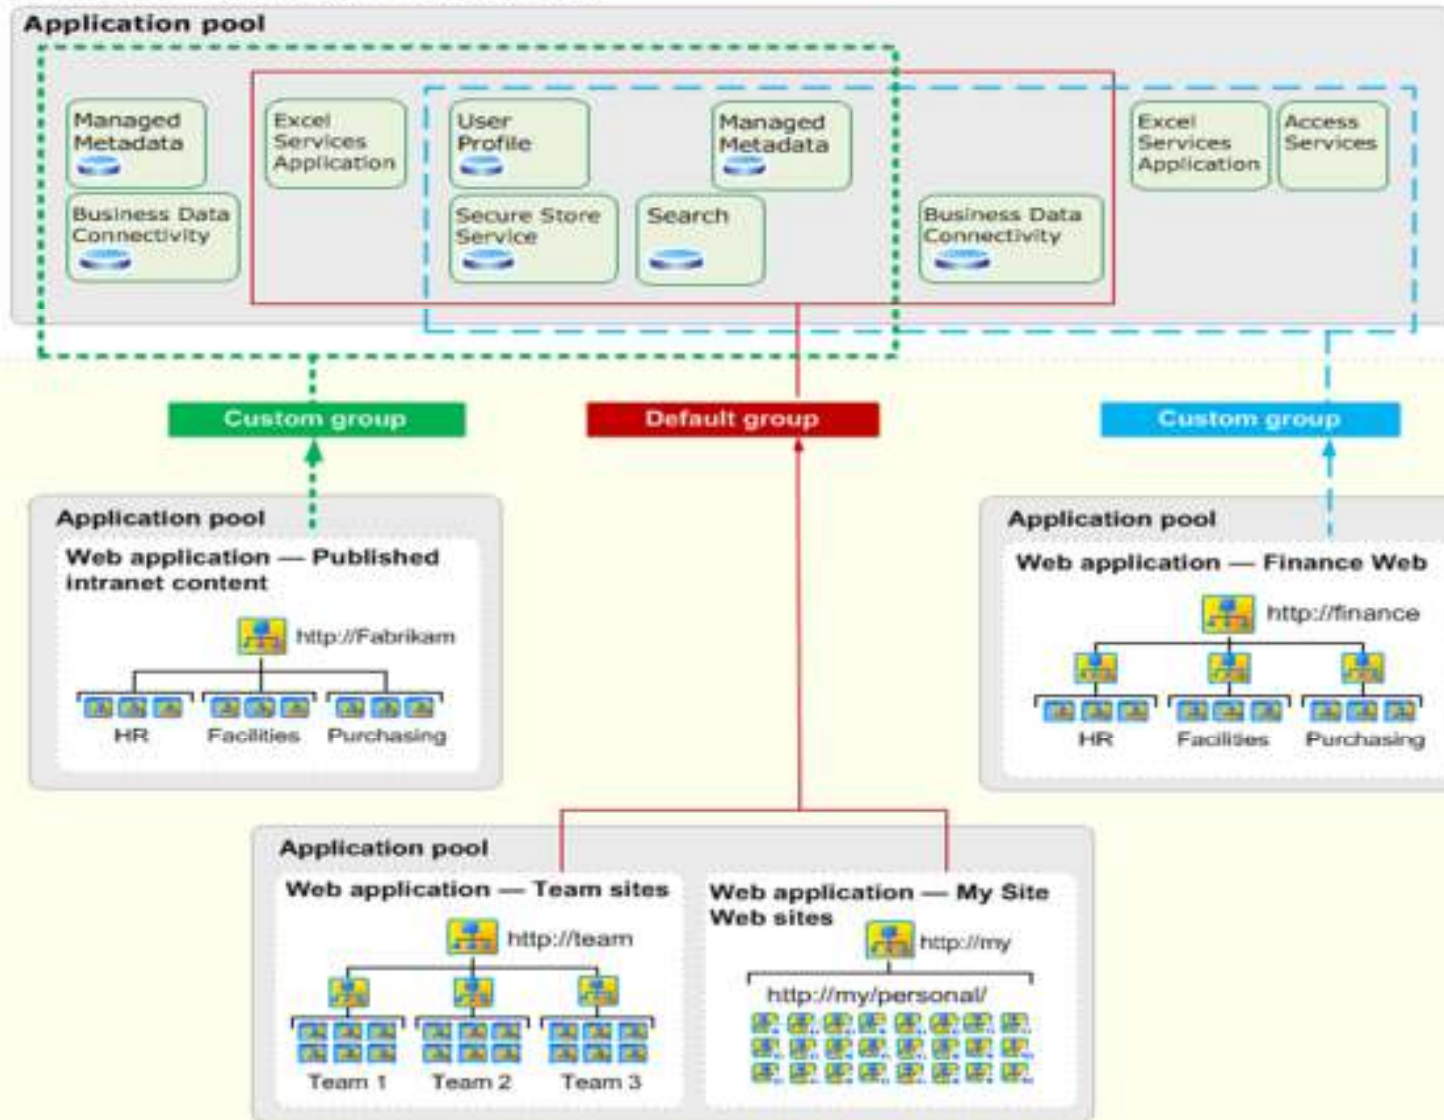 Application pool
Managed
Metadata
Excel
Services
Application
User
Profile
Managed
Metadata
Excel
Services
Application
Access
Services
Business Data
Connectivity
Secure Store
Service
Search
Business Data
Connectivity
Custom group
Default group
Custom group
Application pool
Web application — Published
intranet content
http://Fabrikam
HR
Facilities
Purchasing
Application pool
Web application — Finance Web
http://finance
HR
Facilities
Purchasing
Application pool
Web application — Team sites
http://team
Team 1
Team 2
Team 3
Web application — My Site
Web sites
http://my
http://my/personal/